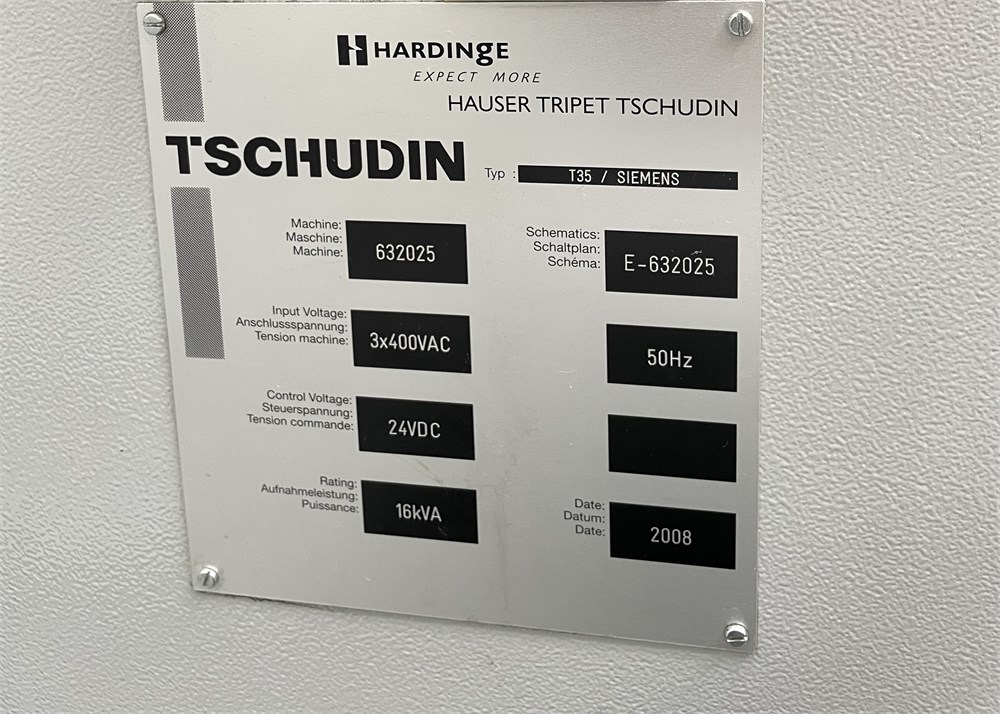 HARDINGE
EXPECT MORE
HAUSER TRIPET TSCHUDIN
TSCHUDIN
Typ : T35 / SIEMENS
Machine:
Maschine:
Machine:
632025
Schematics:
Schaltplan:
Schéma:
E-632025
Input Voltage:
Anschlussspannung:
Tension machine:
3x400VAC
50Hz
Control Voltage:
Steuerspannung:
Tension commande:
24VDC
Rating:
Aufnahmeleistung:
Puissance:
16kVA
Date:
Datum:
Date:
2008